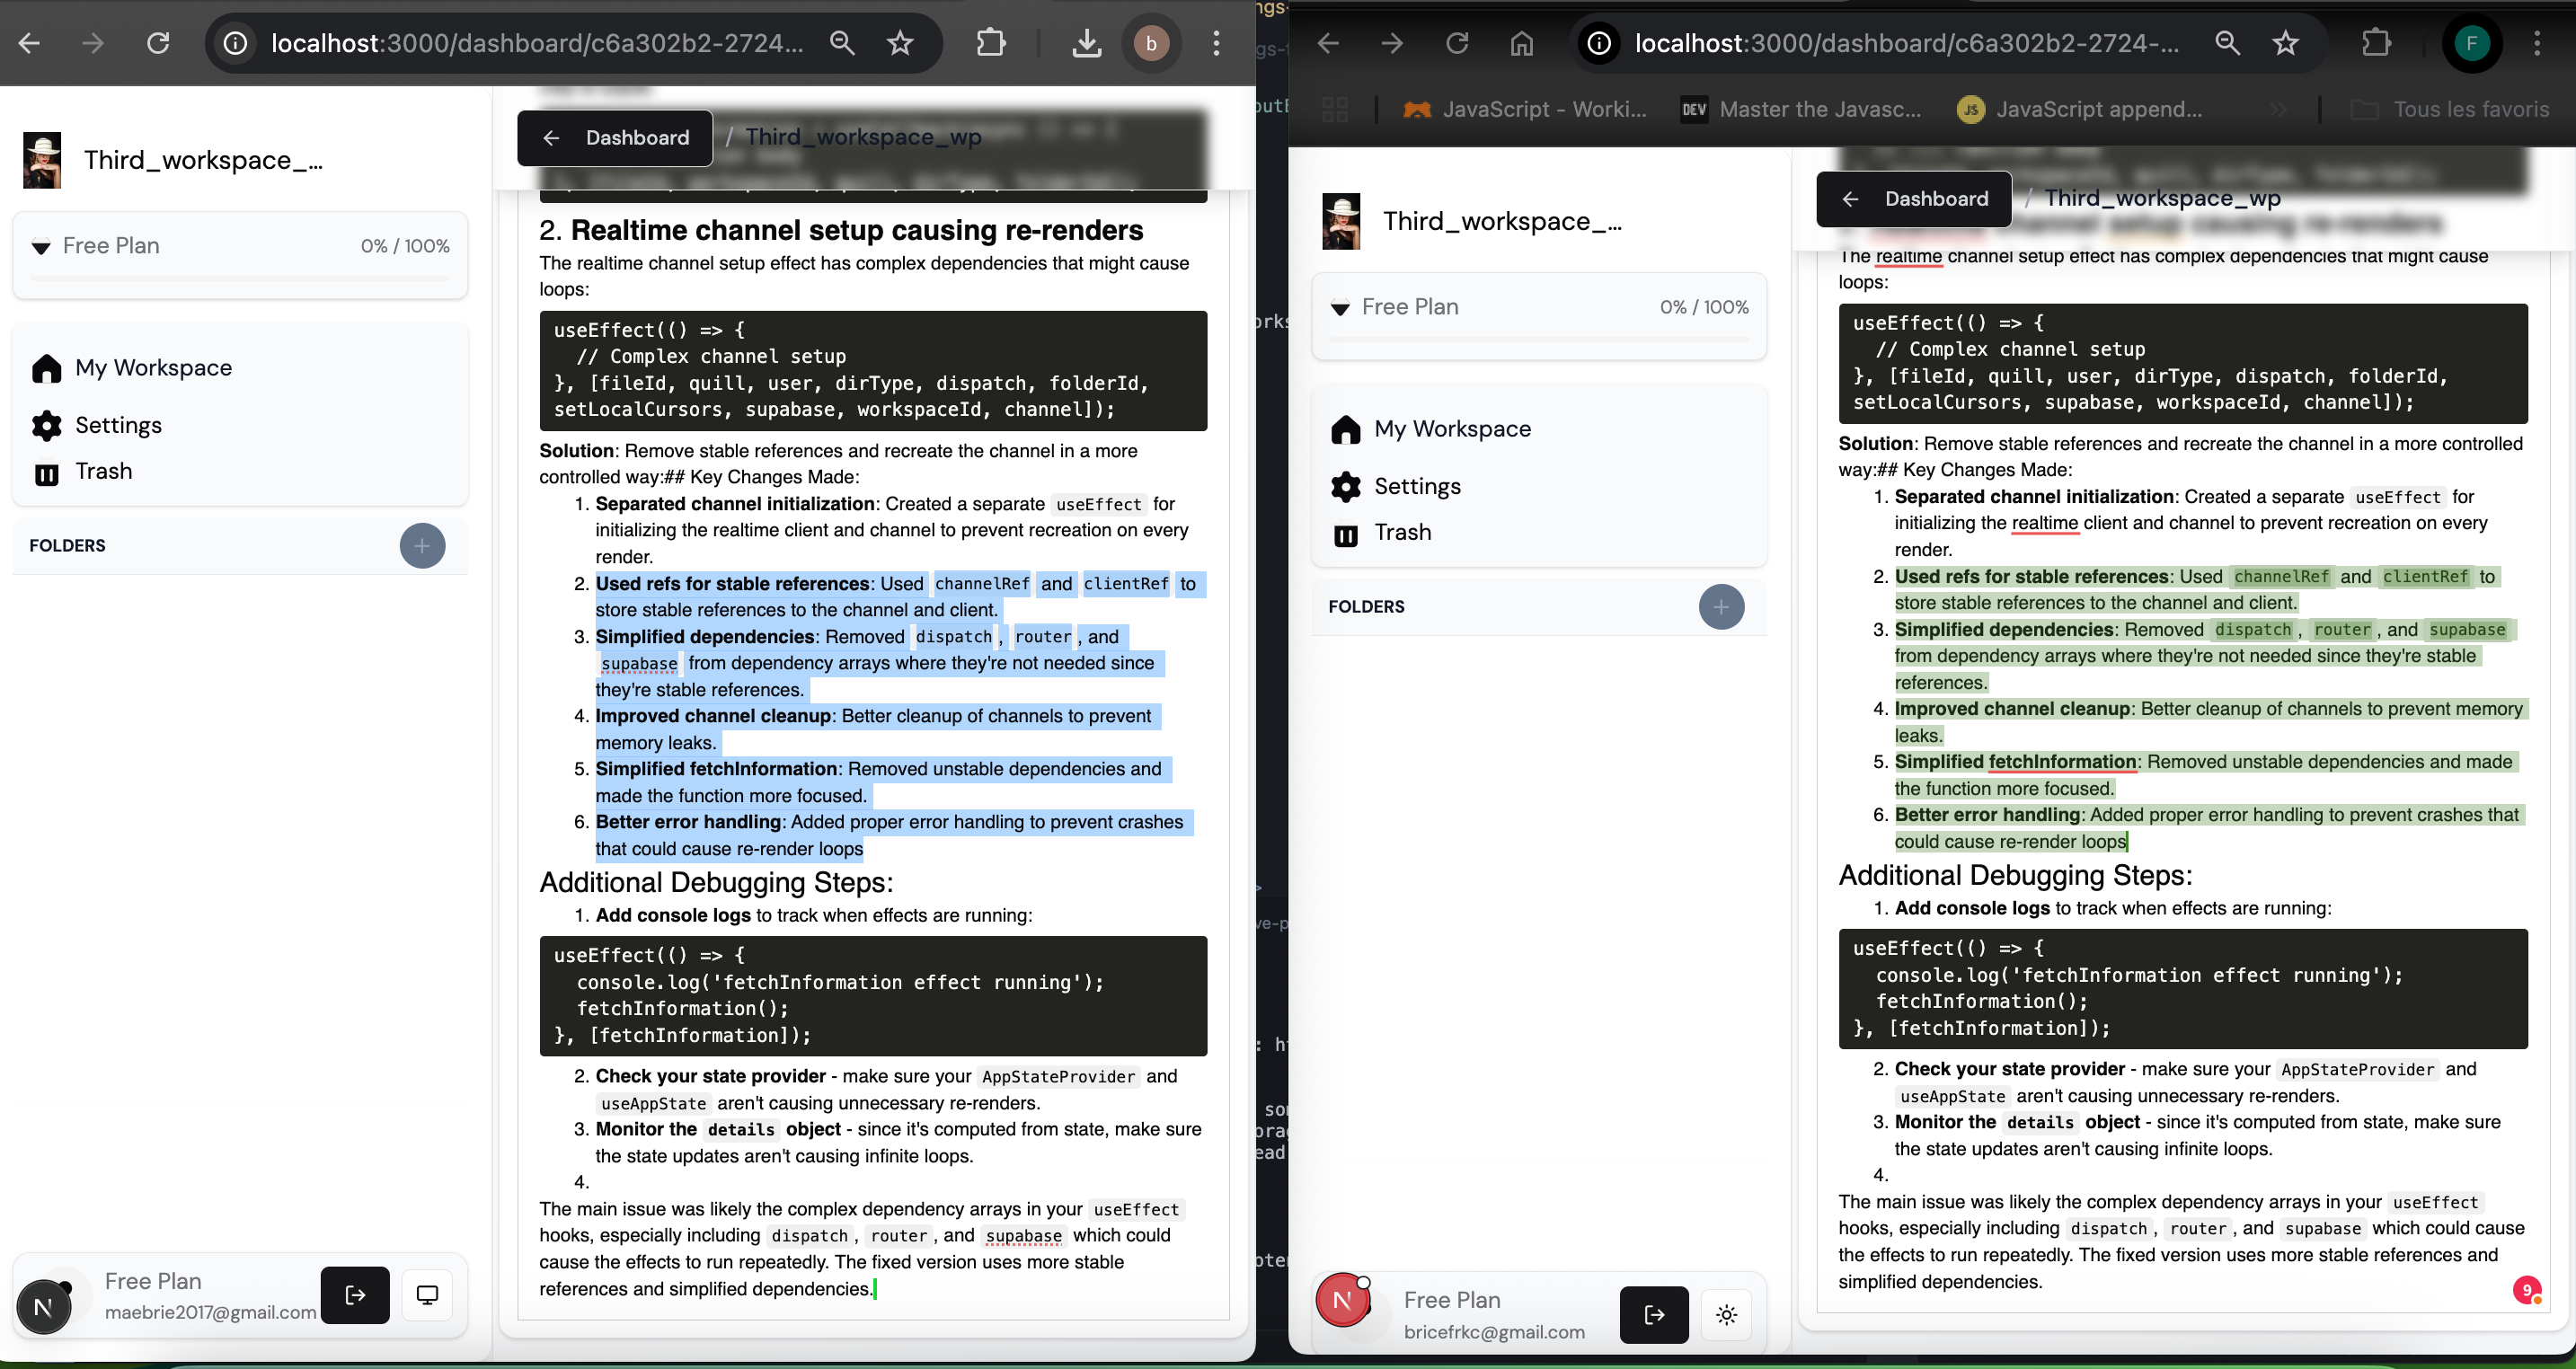 localhost:3000/dashboard/c6a302b2-2724...
b
Third_workspace_...
Free Plan
0% / 100%
My Workspace
Settings
Trash
FOLDERS
Free Plan
maebrie2017@gmail.com
N
Dashboard
/ Third_workspace_wp
2. Realtime channel setup causing re-renders
The realtime channel setup effect has complex dependencies that might cause
loops:
useEffect(() => {
// Complex channel setup
}, [fileId, quill, user, dirType, dispatch, folderId,
setLocalCursors, supabase, workspaceId, channel]);
Solution: Remove stable references and recreate the channel in a more
controlled way:## Key Changes Made:
1. Separated channel initialization: Created a separate useEffect for
initializing the realtime client and channel to prevent recreation on every
render.
2. Used refs for stable references: Used channelRef and clientRef to
store stable references to the channel and client.
3. Simplified dependencies: Removed dispatch, router, and
supabase from dependency arrays where they're not needed since
they're stable references.
4. Improved channel cleanup: Better cleanup of channels to prevent
memory leaks.
5. Simplified fetchInformation: Removed unstable dependencies and
made the function more focused.
6. Better error handling: Added proper error handling to prevent crashes
that could cause re-render loops
Additional Debugging Steps:
1. Add console logs to track when effects are running:
useEffect(() => {
console.log('fetchInformation effect running');
fetchInformation();
}, [fetchInformation]);
2. Check your state provider - make sure your AppStateProvider and
useAppState aren't causing unnecessary re-renders.
3. Monitor the details object - since it's computed from state, make sure
the state updates aren't causing infinite loops.
4.
The main issue was likely the complex dependency arrays in your useEffect
hooks, especially including dispatch, router, and supabase which could
cause the effects to run repeatedly. The fixed version uses more stable
references and simplified dependencies.
localhost:3000/dashboard/c6a302b2-2724-...
F
JavaScript - Worki...
DEV Master the Javasc...
JS JavaScript append...
Tous les favoris
Third_workspace_...
Free Plan
0% / 100%
My Workspace
Settings
Trash
FOLDERS
Free Plan
bricefrkc@gmail.com
N
Dashboard
/ Third_workspace_wp
The realtime channel setup effect has complex dependencies that might cause
loops:
useEffect(() => {
// Complex channel setup
}, [fileId, quill, user, dirType, dispatch, folderId,
setLocalCursors, supabase, workspaceId, channel]);
Solution: Remove stable references and recreate the channel in a more controlled
way:## Key Changes Made:
1. Separated channel initialization: Created a separate useEffect for
initializing the realtime client and channel to prevent recreation on every
render.
2. Used refs for stable references: Used channelRef and clientRef to
store stable references to the channel and client.
3. Simplified dependencies: Removed dispatch, router, and supabase
from dependency arrays where they're not needed since they're stable
references.
4. Improved channel cleanup: Better cleanup of channels to prevent memory
leaks.
5. Simplified fetchInformation: Removed unstable dependencies and made
the function more focused.
6. Better error handling: Added proper error handling to prevent crashes that
could cause re-render loops
Additional Debugging Steps:
1. Add console logs to track when effects are running:
useEffect(() => {
console.log('fetchInformation effect running');
fetchInformation();
}, [fetchInformation]);
2. Check your state provider - make sure your AppStateProvider and
useAppState aren't causing unnecessary re-renders.
3. Monitor the details object - since it's computed from state, make sure
the state updates aren't causing infinite loops.
4.
The main issue was likely the complex dependency arrays in your useEffect
hooks, especially including dispatch, router, and supabase which could cause
the effects to run repeatedly. The fixed version uses more stable references and
simplified dependencies.
9